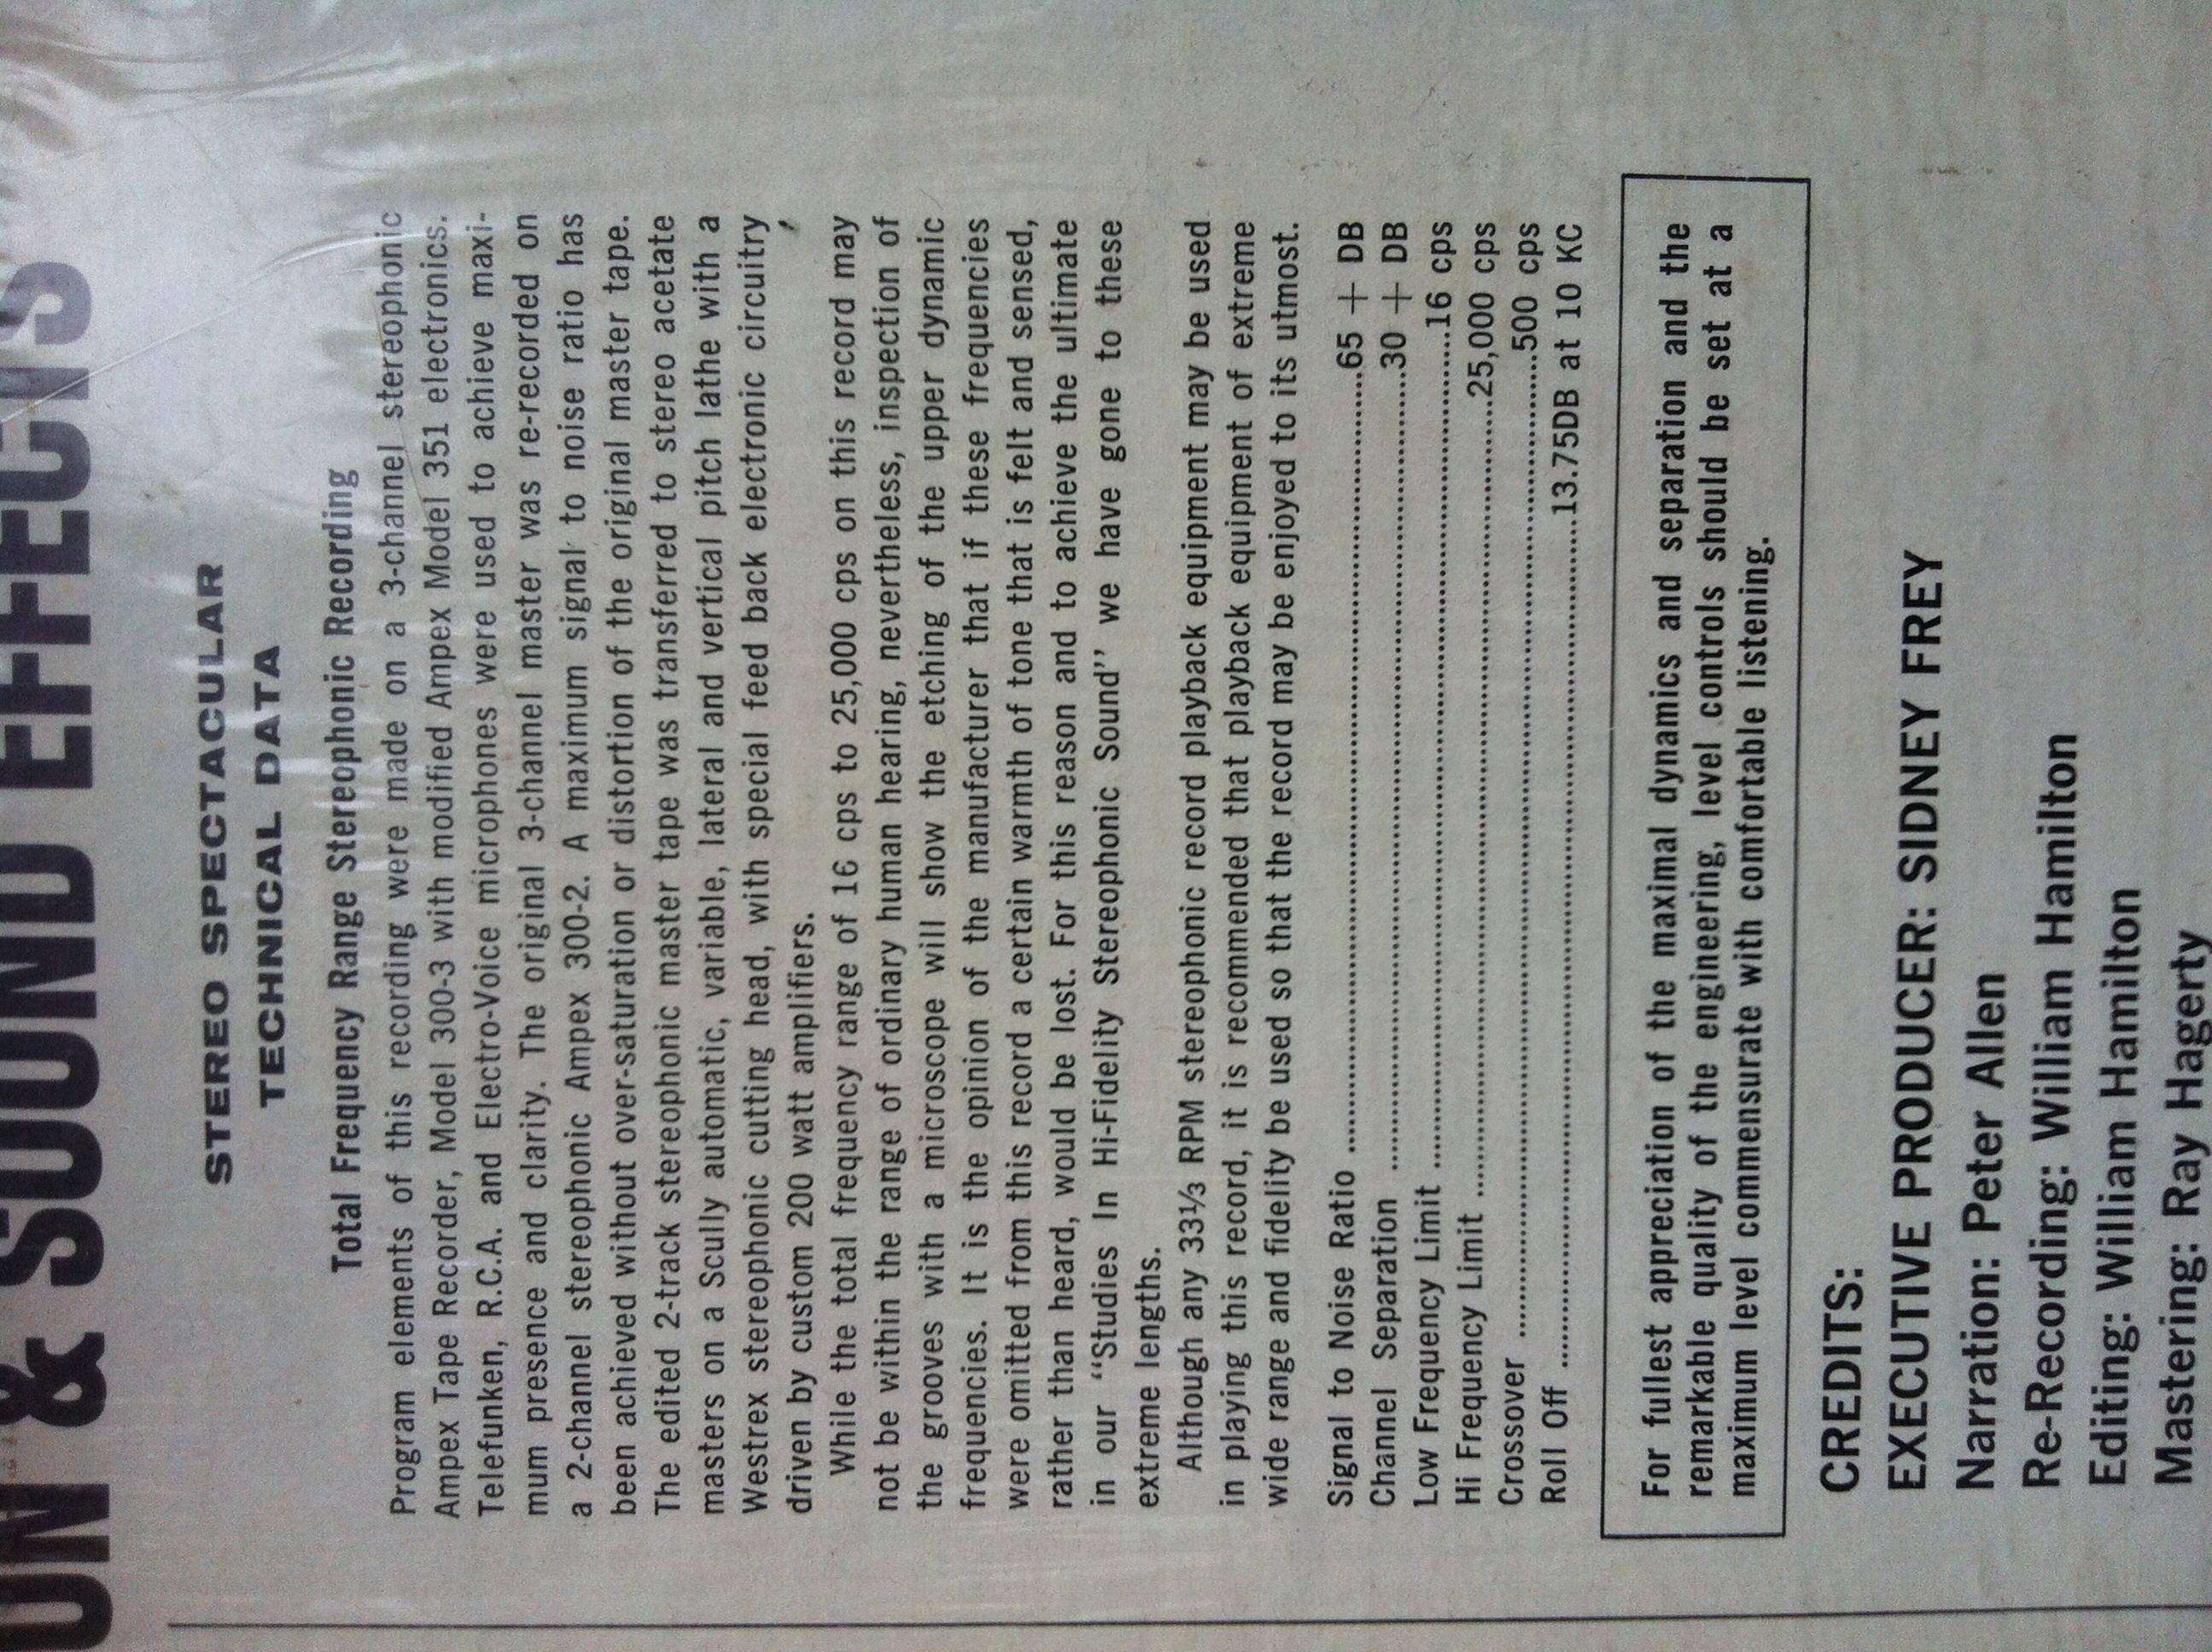 ON & SOUND EFFECTS
STEREO SPECTACULAR
TECHNICAL DATA
Total Frequency Range Stereophonic Recording
Program elements of this recording were made on a 3-channel stereophonic
Ampex Tape Recorder, Model 300-3 with modified Ampex Model 351 electronics.
Telefunken, R.C.A. and Electro-Voice microphones were used to achieve maxi-
mum presence and clarity. The original 3-channel master was re-recorded on
a 2-channel stereophonic Ampex 300-2. A maximum signal to noise ratio has
been achieved without over-saturation or distortion of the original master tape.
The edited 2-track stereophonic master tape was transferred to stereo acetate
masters on a Scully automatic, variable, lateral and vertical pitch lathe with a
Westrex stereophonic cutting head, with special feed back electronic circuitry
driven by custom 200 watt amplifiers.
While the total frequency range of 16 cps to 25,000 cps on this record may
not be within the range of ordinary human hearing, nevertheless, inspection of
the grooves with a microscope will show the etching of the upper dynamic
frequencies. It is the opinion of the manufacturer that if these frequencies
were omitted from this record a certain warmth of tone that is felt and sensed,
rather than heard, would be lost. For this reason and to achieve the ultimate
in our "Studies In Hi-Fidelity Stereophonic Sound" we have gone to these
extreme lengths.
Although any 33⅓ RPM stereophonic record playback equipment may be used
in playing this record, it is recommended that playback equipment of extreme
wide range and fidelity be used so that the record may be enjoyed to its utmost.
Signal to Noise Ratio ........65 + DB
Channel Separation ........30 + DB
Low Frequency Limit ........16 cps
Hi Frequency Limit ........25,000 cps
Crossover ........500 cps
Roll Off ........13.75DB at 10 KC
For fullest appreciation of the maximal dynamics and separation and the
remarkable quality of the engineering, level controls should be set at a
maximum level commensurate with comfortable listening.
CREDITS:
EXECUTIVE PRODUCER: SIDNEY FREY
Narration: Peter Allen
Re-Recording: William Hamilton
Editing: William Hamilton
Mastering: Ray Hagerty